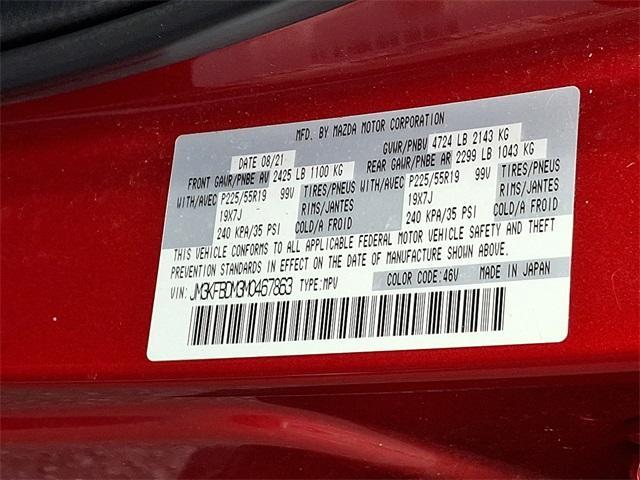 MFD. BY MAZDA MOTOR CORPORATION
DATE 08/21 GVWR/PNBV 4724 LB 2143 KG
FRONT GAWR/PNBE AV 2425 LB 1100 KG REAR GAWR/PNBE AR 2299 LB 1043 KG
WITH/AVEC P225/55R19 99V TIRES/PNEUS WITH/AVEC P225/55R19 99V TIRES/PNEUS
19X7J RIMS/JANTES 19X7J RIMS/JANTES
240 KPA/35 PSI COLD/A FROID 240 KPA/35 PSI COLD/A FROID
THIS VEHICLE CONFORMS TO ALL APPLICABLE FEDERAL MOTOR VEHICLE SAFETY AND THEFT
PREVENTION STANDARDS IN EFFECT ON THE DATE OF MANUFACTURE SHOWN ABOVE.
VIN: JM3KFBDM3M0467863 TYPE:MPV COLOR CODE:46V MADE IN JAPAN